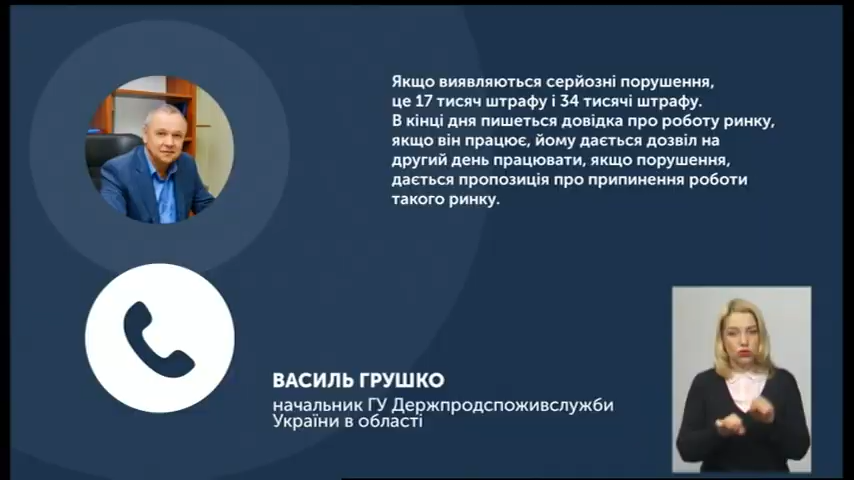 Якщо виявляються серйозні порушення,
це 17 тисяч штрафу і 34 тисячі штрафу.
В кінці дня пишеться довідка про роботу ринку,
якщо він працює, йому дається дозвіл на
другий день працювати, якщо порушення,
дається пропозиція про припинення роботи
такого ринку.
ВАСИЛЬ ГРУШКО
начальник ГУ Держпродспоживслужби
України в області